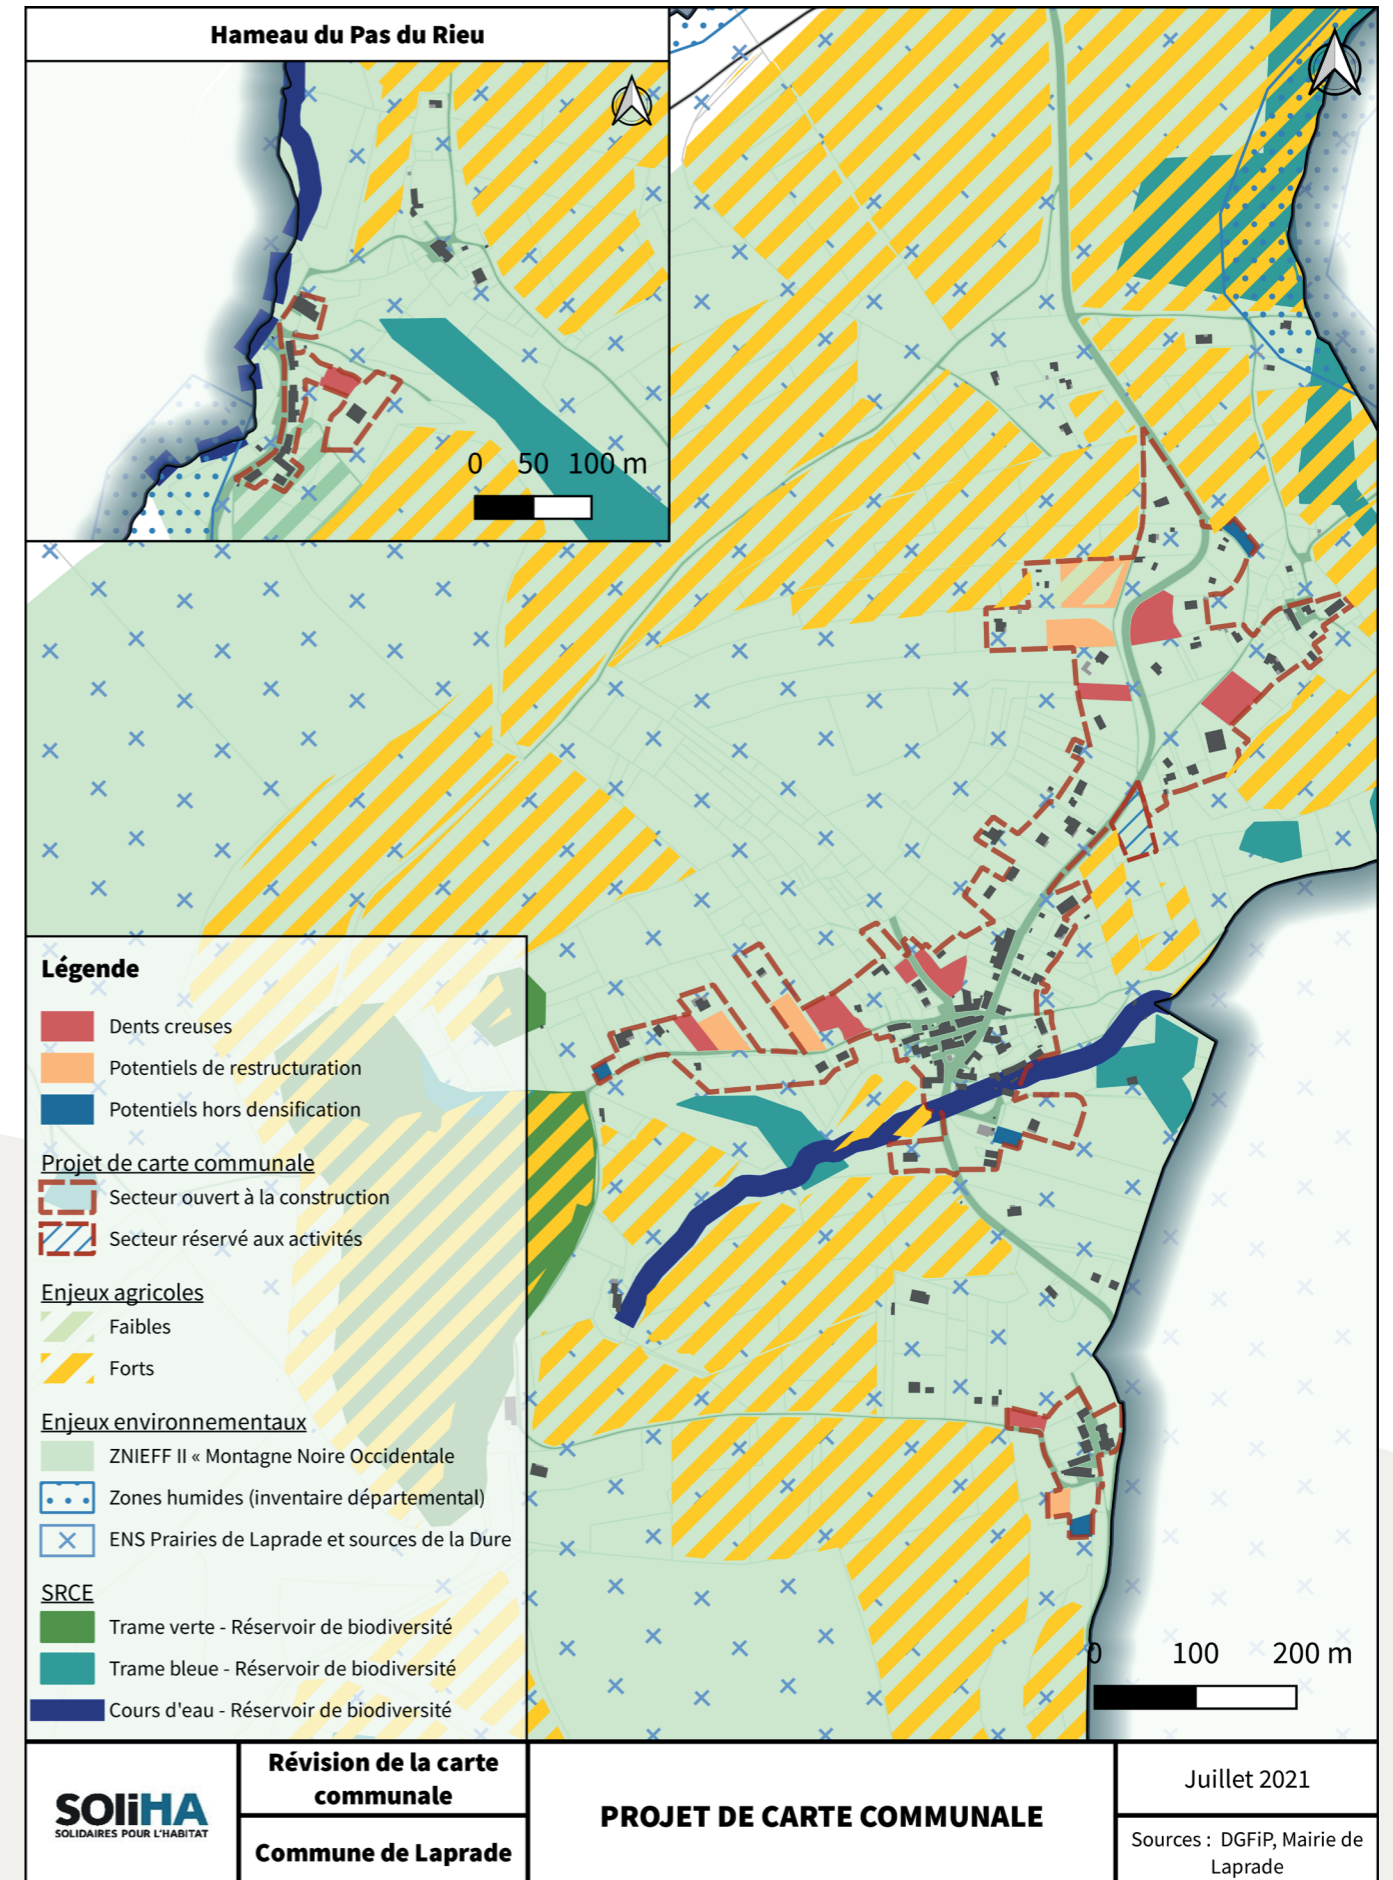 Hameau du Pas du Rieu
0 50 100 m
Légende
Dents creuses
Potentiels de restructuration
Potentiels hors densification
Projet de carte communale
Secteur ouvert à la construction
Secteur réservé aux activités
Enjeux agricoles
Faibles
Forts
Enjeux environnementaux
ZNIEFF II « Montagne Noire Occidentale
Zones humides (inventaire départemental)
ENS Prairies de Laprade et sources de la Dure
SRCE
Trame verte - Réservoir de biodiversité
Trame bleue - Réservoir de biodiversité
Cours d'eau - Réservoir de biodiversité
0 100 200 m
SOliHA
SOLIDAIRES POUR L'HABITAT
Révision de la carte
communale
Commune de Laprade
PROJET DE CARTE COMMUNALE
Juillet 2021
Sources : DGFiP, Mairie de
Laprade